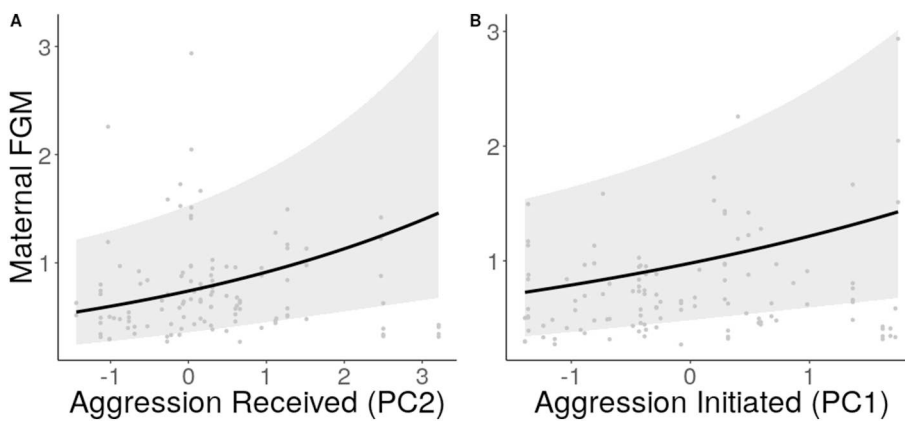 A
B
Maternal FGM
3
2
1
-1 0 1 2 3
Aggression Received (PC2)
3
2
1
-1 0 1
Aggression Initiated (PC1)